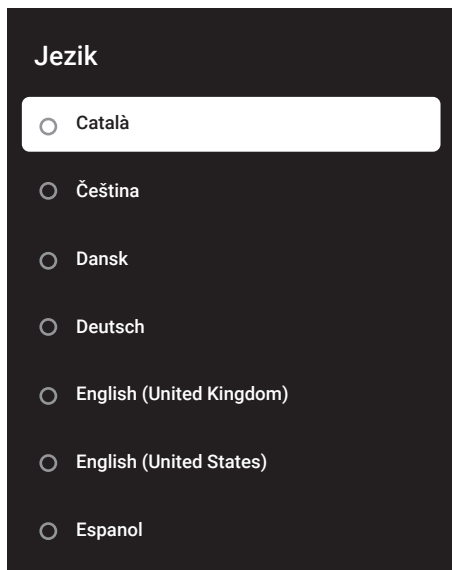 Jezik
Català
Čeština
Dansk
Deutsch
English (United Kingdom)
English (United States)
Espanol